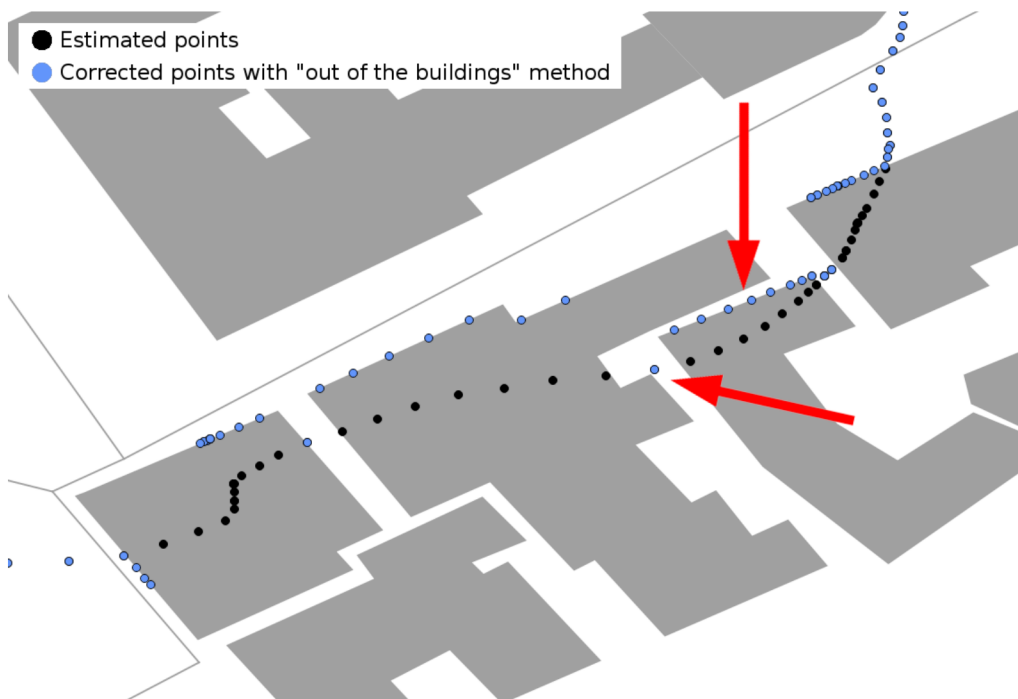 Estimated points
Corrected points with "out of the buildings" method